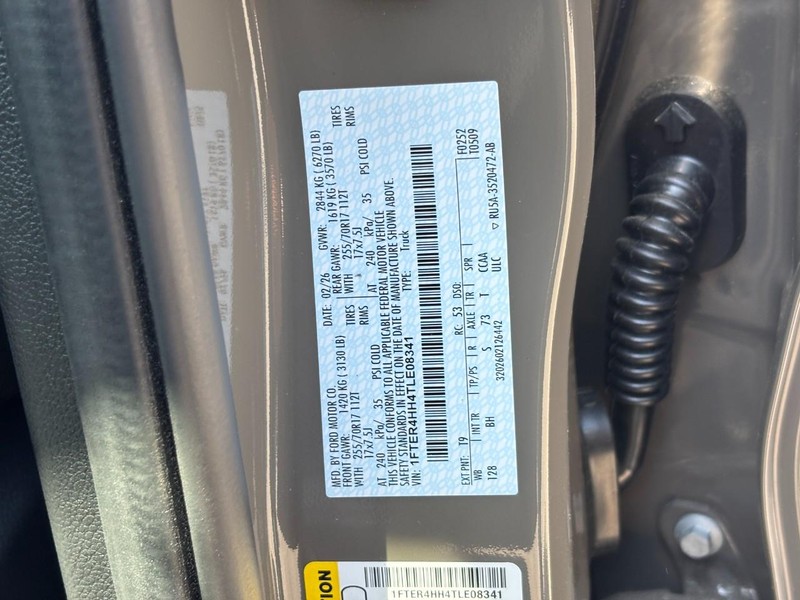 MFD. BY FORD MOTOR CO.
DATE: 02/26 GVWR: 2844 KG ( 6270 LB)
FRONT GAWR: 1420 KG ( 3130 LB) REAR GAWR: 1619 KG ( 3570 LB)
WITH 255/70R17 112T TIRES WITH 255/70R17 112T TIRES
17x7.5J RIMS 17x7.5J RIMS
AT 240 kPa/ 35 PSI COLD AT 240 kPa/ 35 PSI COLD
THIS VEHICLE CONFORMS TO ALL APPLICABLE FEDERAL MOTOR VEHICLE
SAFETY STANDARDS IN EFFECT ON THE DATE OF MANUFACTURE SHOWN ABOVE.
VIN: 1FTER4HH4TLE08341 TYPE: Truck
F0252
T0509
EXT PNT: T9 RC: 53 DSO:
WB INT TR TP/PS R AXLE TR SPR
128 BH S 73 T CCAA
ULC
3202602126442 RU5A-3520472-AB
TION
1FTER4HH4TLE08341